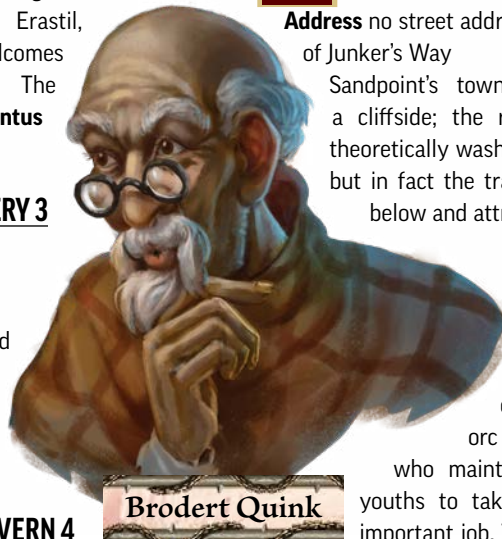 Erastil,
lcomes
The
ntus
ERY 3
d
VERN 4
Brodert Quink
Address no street addr
of Junker's Way
Sandpoint's town
a cliffside; the r
theoretically wash
but in fact the tra
below and attr
orc
who maint
youths to tak
important job.